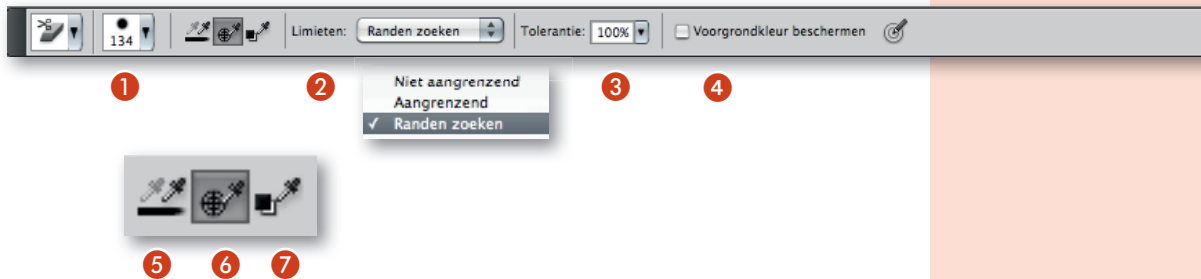 134 Limieten: Randen zoeken Tolerantie: 100% Voorgrondkleur beschermen
1 2 3 4
Niet aangrenzend
Aangrenzend
✓ Randen zoeken
5 6 7